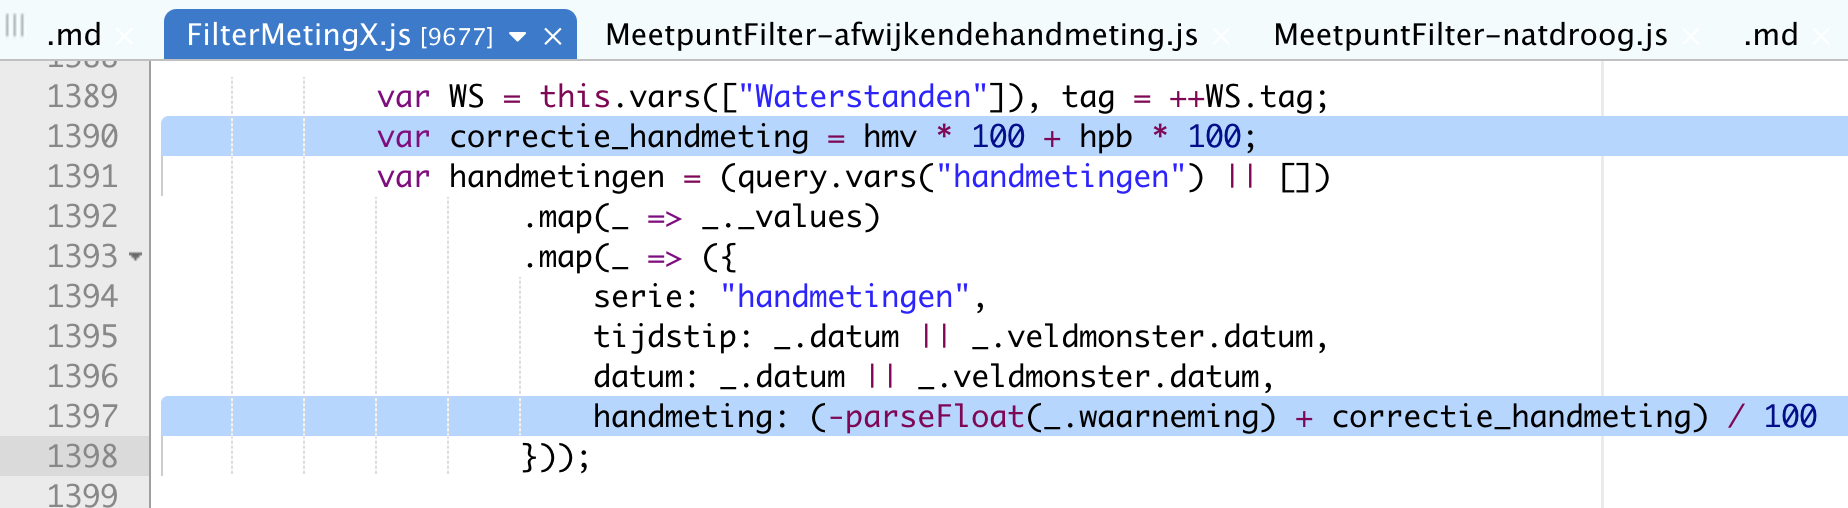 .md FilterMetingX.js [9677] MeetpuntFilter-afwijkendehandmeting.js MeetpuntFilter-natdroog.js .md
1389 var WS = this.vars(["Waterstanden"]), tag = ++WS.tag;
1390 var correctie_handmeting = hmv * 100 + hpb * 100;
1391 var handmetingen = (query.vars("handmetingen") || [])
1392 .map(_ => _._values)
1393 .map(_ => ({
1394 serie: "handmetingen",
1395 tijdstip: _.datum || _.veldmonster.datum,
1396 datum: _.datum || _.veldmonster.datum,
1397 handmeting: (-parseFloat(_.waarneming) + correctie_handmeting) / 100
1398 }));
1399